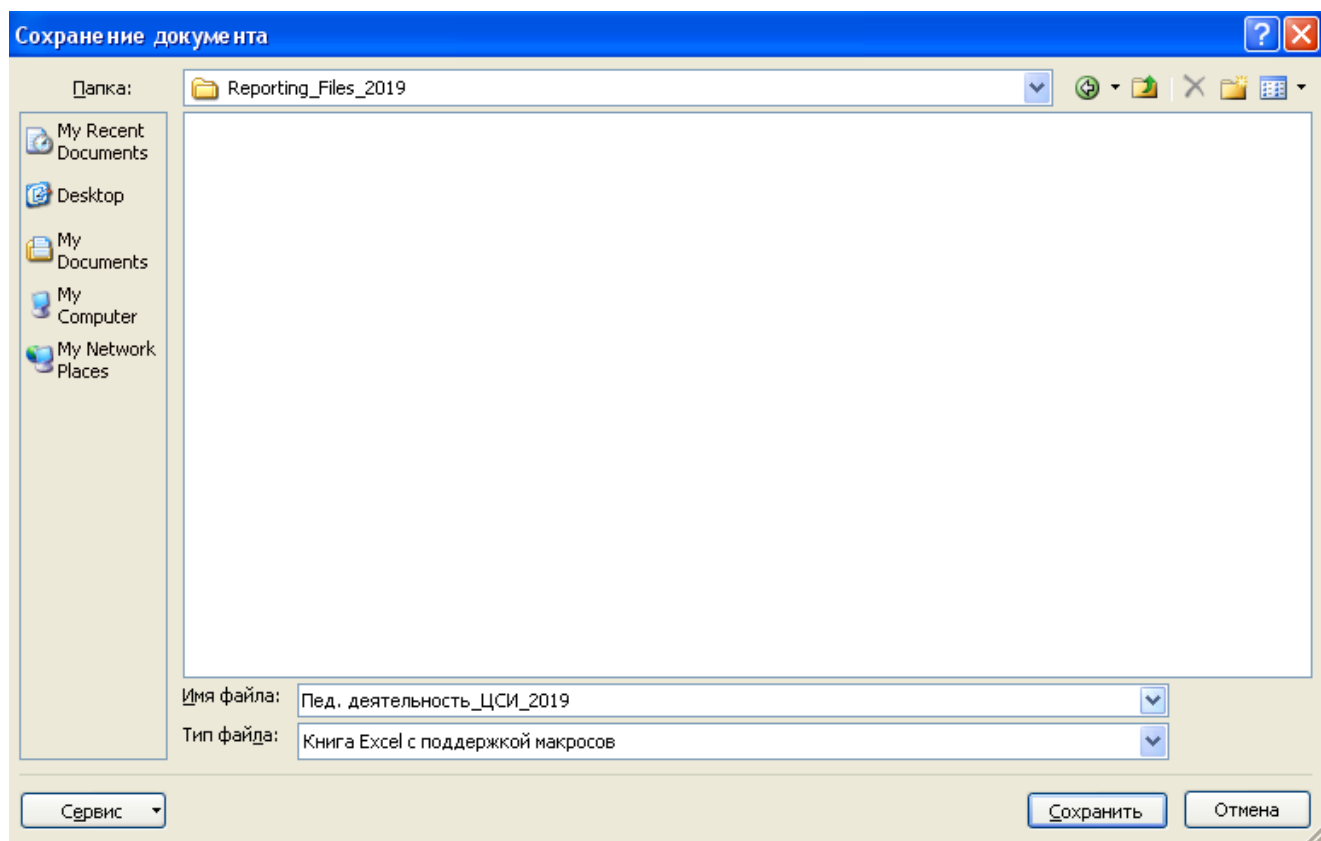 Сохранение документа
Папка:
Reporting_Files_2019
My Recent
Documents
Desktop
My
Documents
My
Computer
My Network
Places
Имя файла:
Пед. деятельность_ЦСИ_2019
Тип файла:
Книга Excel с поддержкой макросов
Сервис
Сохранить
Отмена